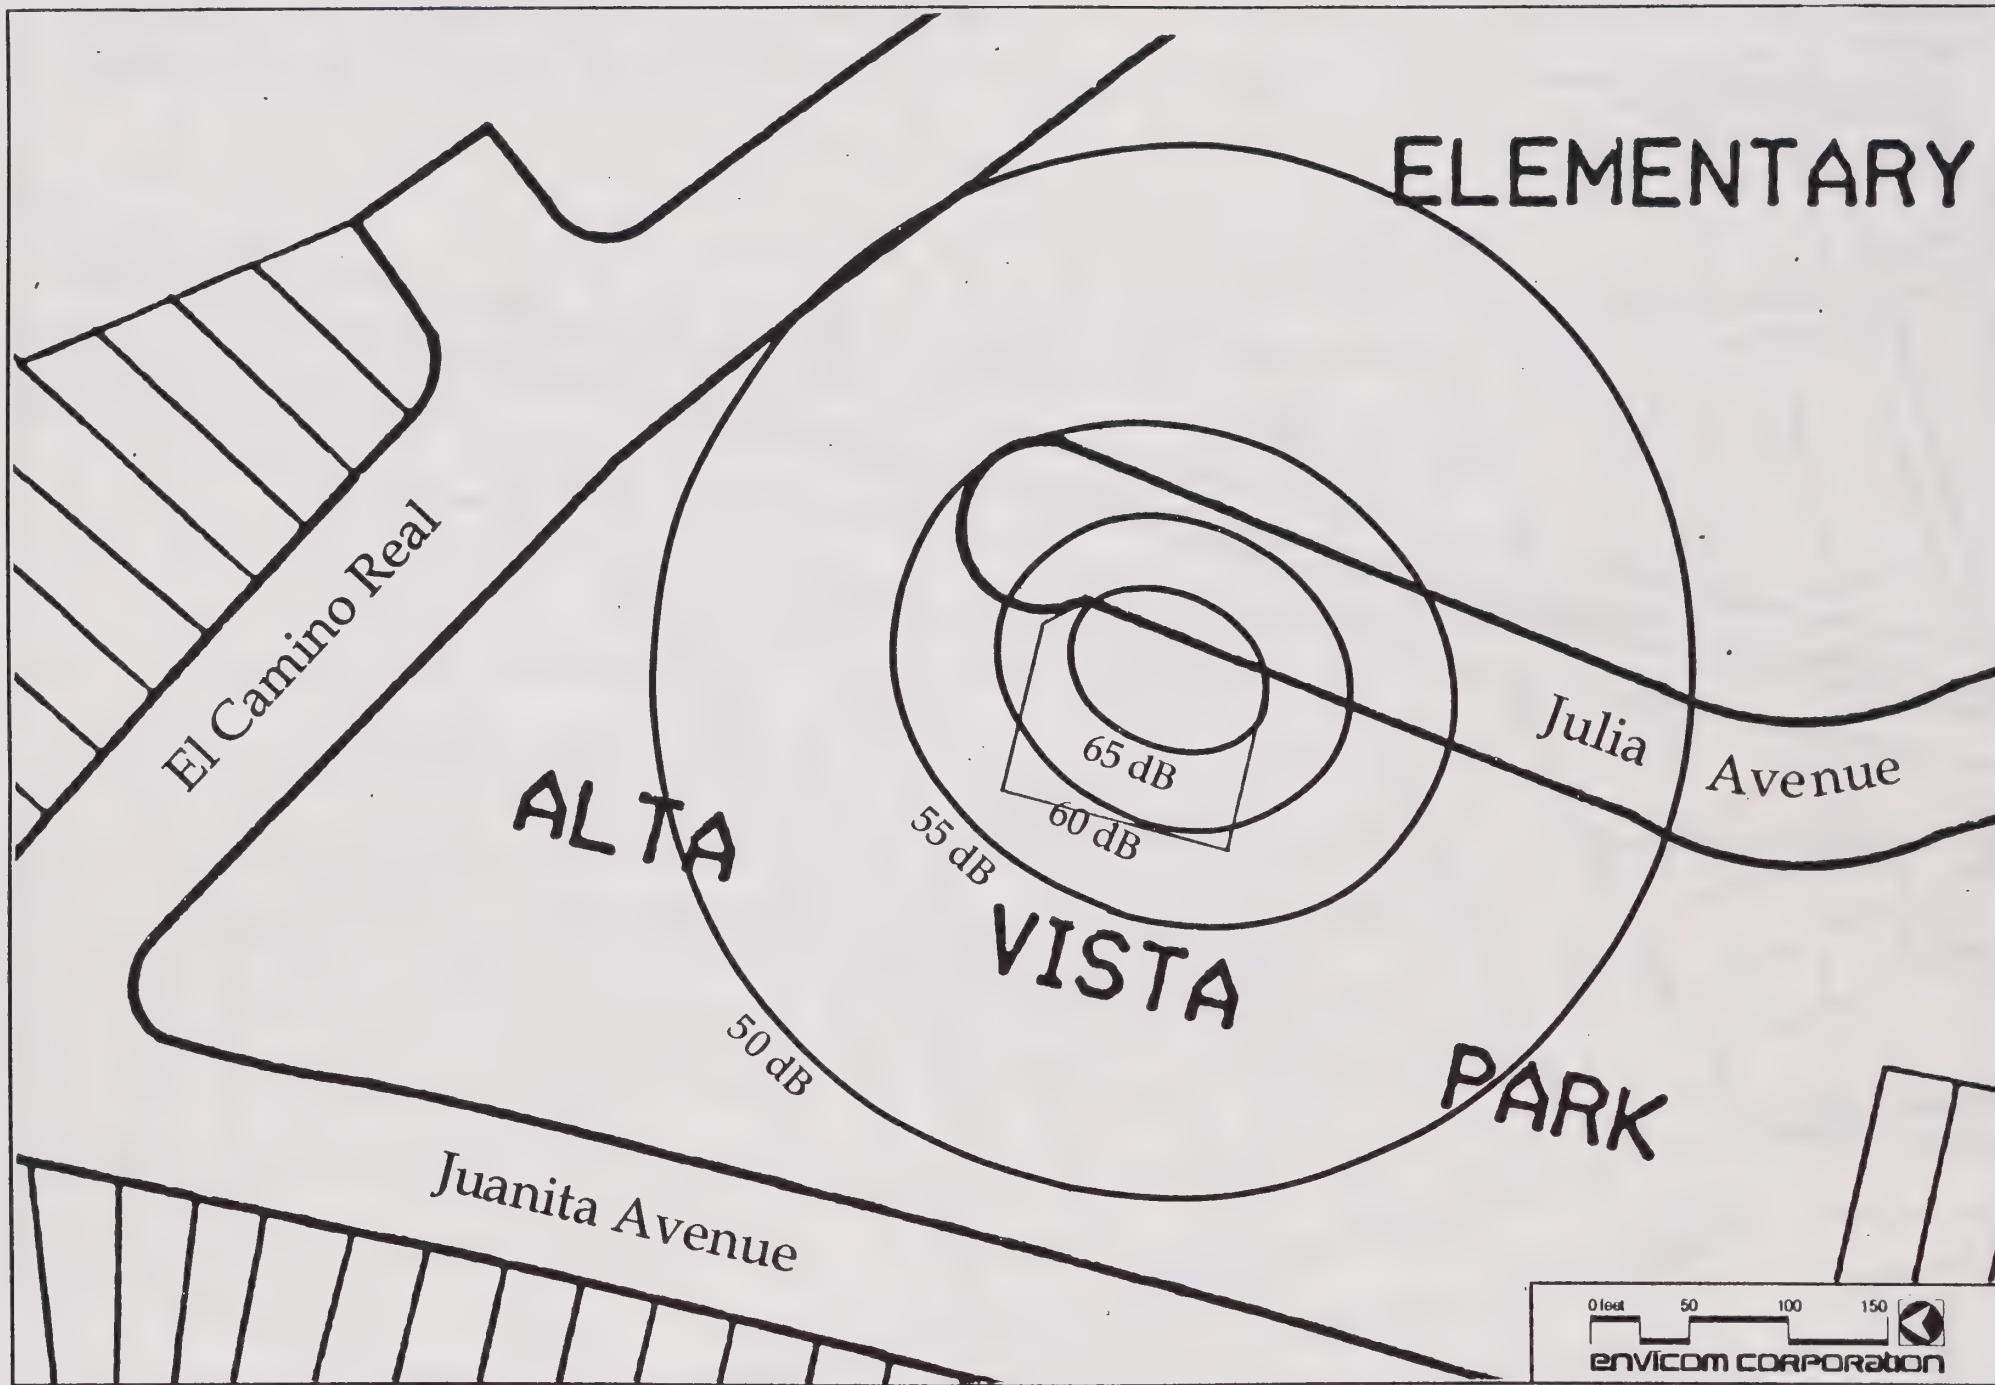 ELEMENTARY
El Camino Real
Julia Avenue
65 dB
60 dB
55 dB
50 dB
ALTA
VISTA
PARK
Juanita Avenue
0 feet 50 100 150
ENVICOM CORPORATION